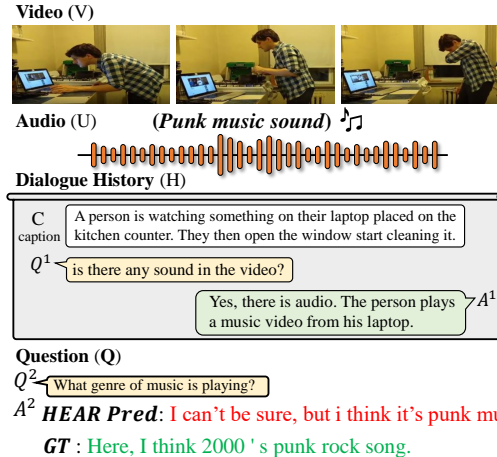 Video (V)
Audio (U)
(Punk music sound)
Dialogue History (H)
C
caption
A person is watching something on their laptop placed on the
kitchen counter. They then open the window start cleaning it.
Q¹
is there any sound in the video?
Yes, there is audio. The person plays
a music video from his laptop.
A¹
Question (Q)
Q²
What genre of music is playing?
A² HEAR Pred: I can't be sure, but i think it's punk mu
GT : Here, I think 2000 ' s punk rock song.